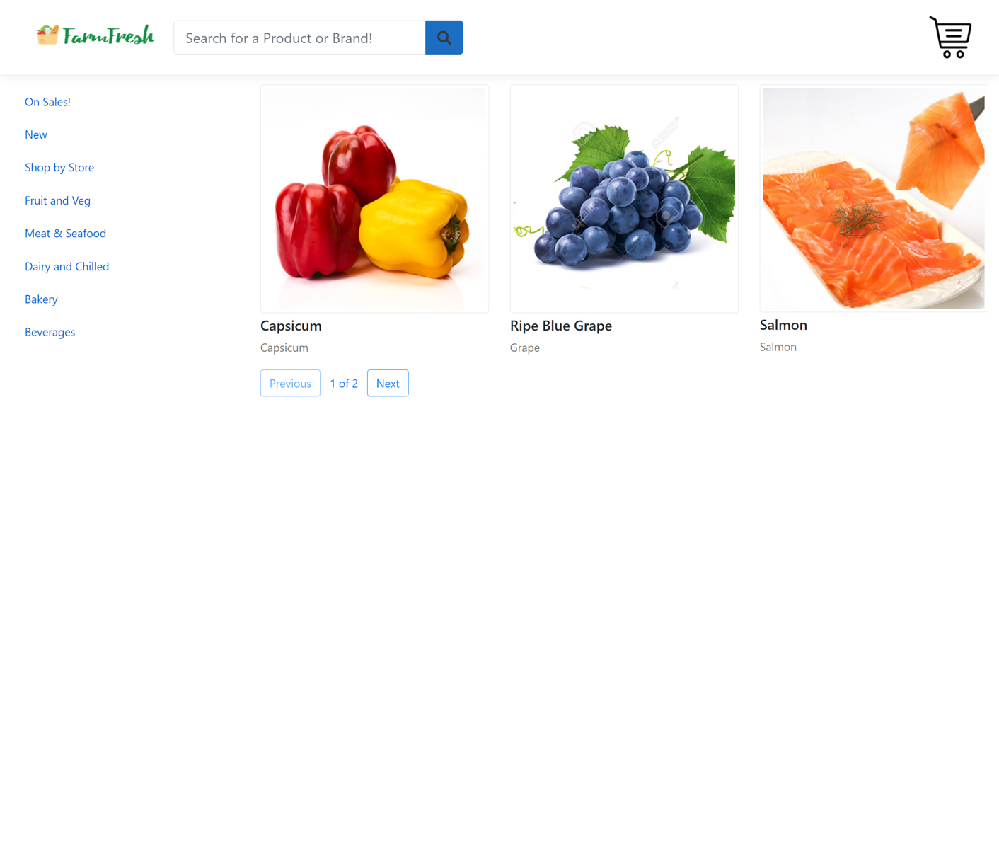 FarmFresh
Search for a Product or Brand!
On Sales!
New
Shop by Store
Fruit and Veg
Meat & Seafood
Dairy and Chilled
Bakery
Beverages
Capsicum
Capsicum
Ripe Blue Grape
Grape
Salmon
Salmon
Previous 1 of 2 Next